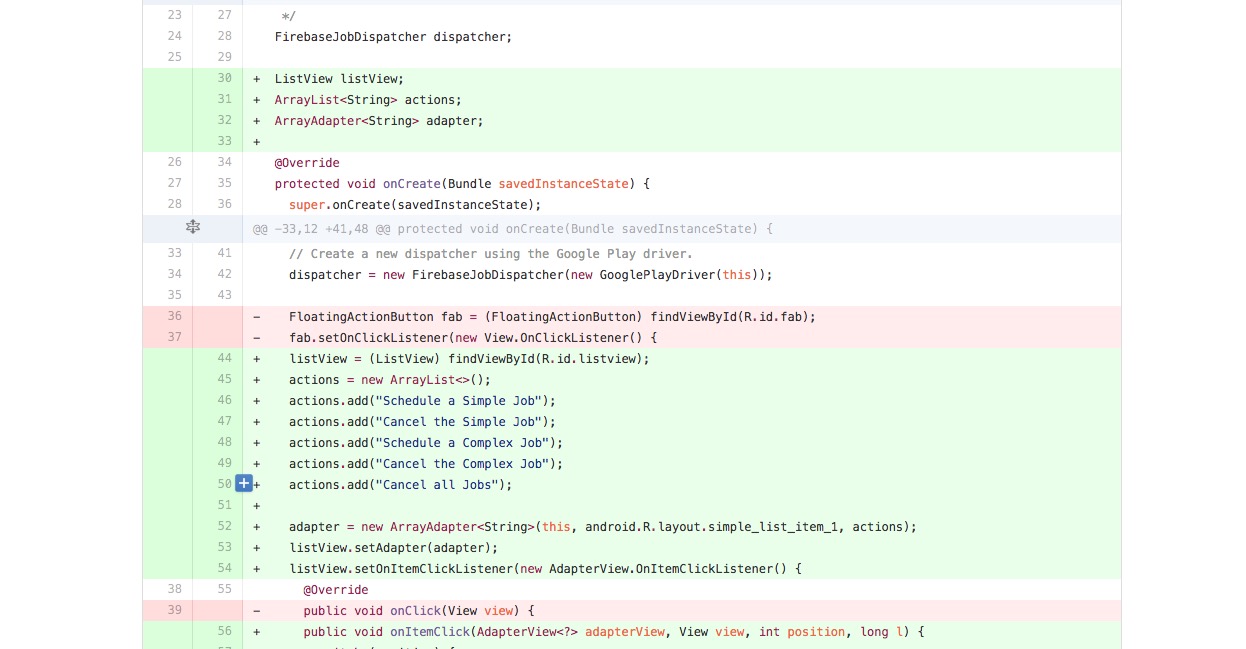 23 27 */
24 28 FirebaseJobDispatcher dispatcher;
25 29
30 + ListView listView;
31 + ArrayList<String> actions;
32 + ArrayAdapter<String> adapter;
33 +
26 34 @Override
27 35 protected void onCreate(Bundle savedInstanceState) {
28 36 super.onCreate(savedInstanceState);
@@ -33,12 +41,48 @@ protected void onCreate(Bundle savedInstanceState) {
33 41 // Create a new dispatcher using the Google Play driver.
34 42 dispatcher = new FirebaseJobDispatcher(new GooglePlayDriver(this));
35 43
36 - FloatingActionButton fab = (FloatingActionButton) findViewById(R.id.fab);
37 - fab.setOnClickListener(new View.OnClickListener() {
44 + listView = (ListView) findViewById(R.id.listview);
45 + actions = new ArrayList<>();
46 + actions.add("Schedule a Simple Job");
47 + actions.add("Cancel the Simple Job");
48 + actions.add("Schedule a Complex Job");
49 + actions.add("Cancel the Complex Job");
50 + actions.add("Cancel all Jobs");
51 +
52 + adapter = new ArrayAdapter<String>(this, android.R.layout.simple_list_item_1, actions);
53 + listView.setAdapter(adapter);
54 + listView.setOnItemClickListener(new AdapterView.OnItemClickListener() {
38 55 @Override
39 - public void onClick(View view) {
56 + public void onItemClick(AdapterView<?> adapterView, View view, int position, long l) {